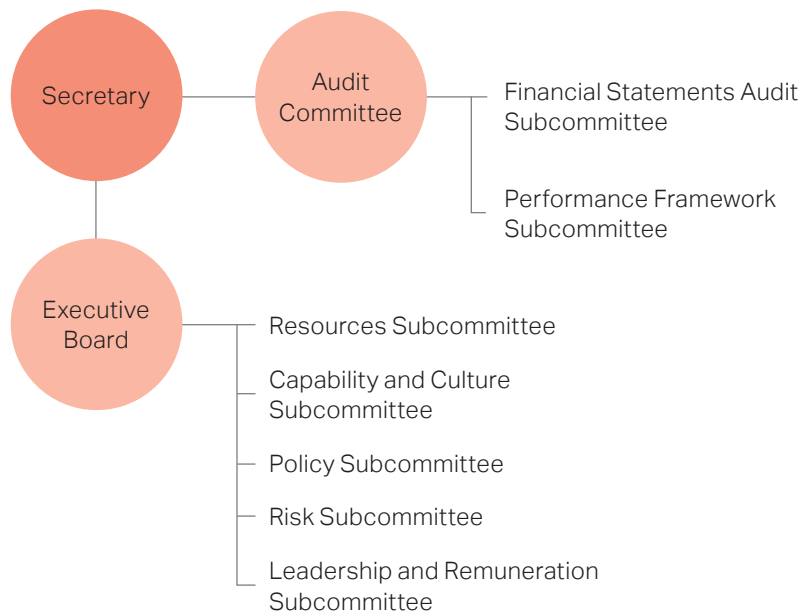 Secretary
Audit
Committee
Financial Statements Audit
Subcommittee
Performance Framework
Subcommittee
Executive
Board
Resources Subcommittee
Capability and Culture
Subcommittee
Policy Subcommittee
Risk Subcommittee
Leadership and Remuneration
Subcommittee